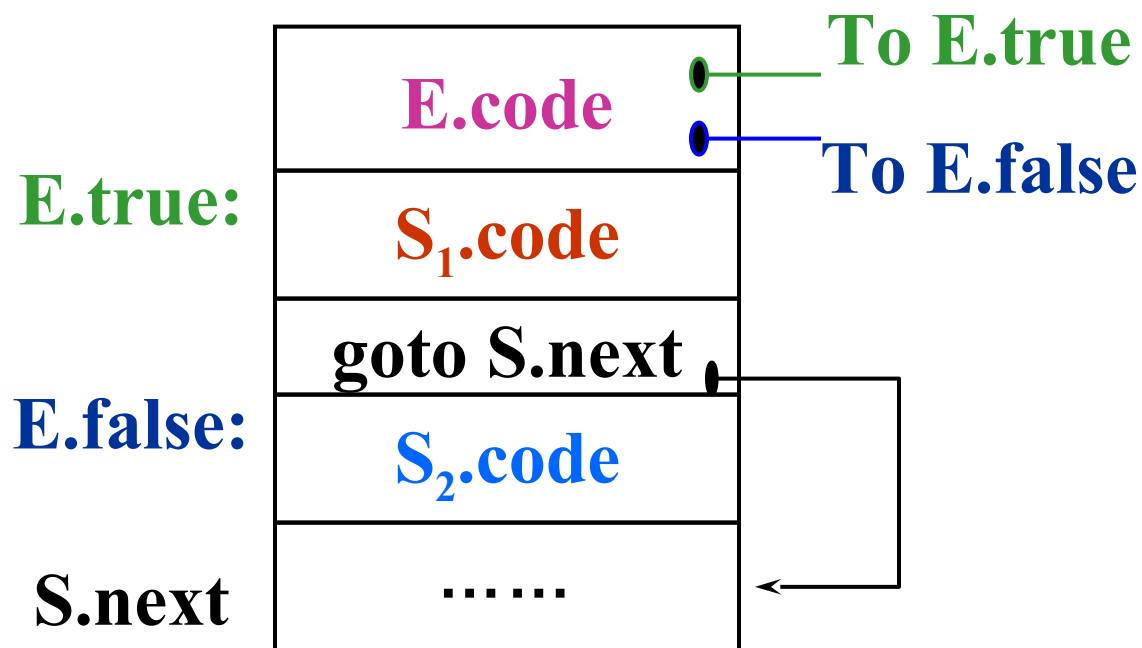 To E.true
E.code
To E.false
E.true:
S₁.code
goto S.next
E.false:
S₂.code
S.next
……